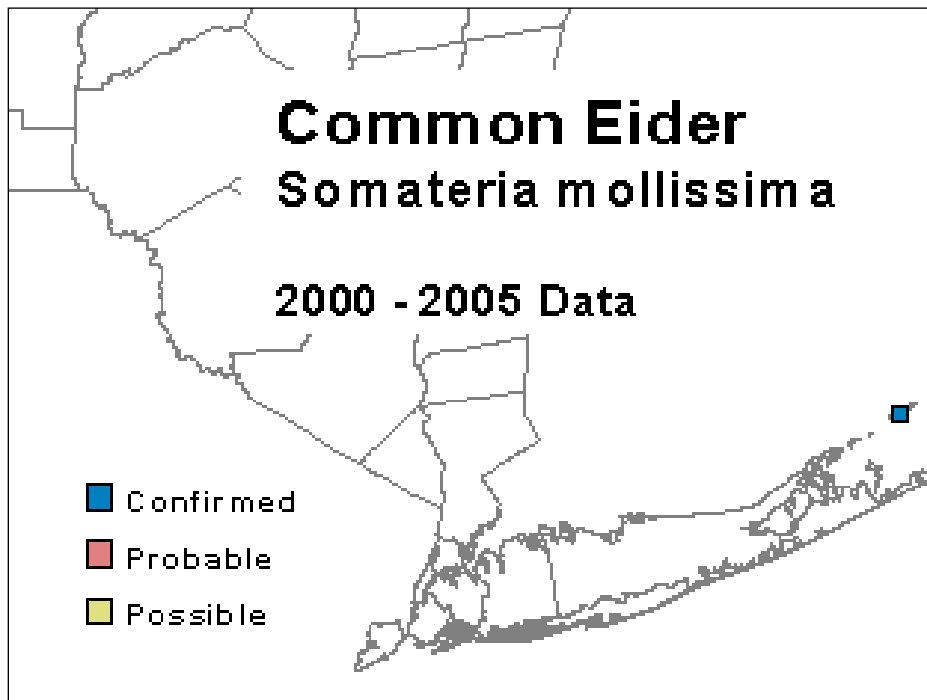 Common Eider
Somateria mollissima
2000 - 2005 Data
Confirmed
Probable
Possible